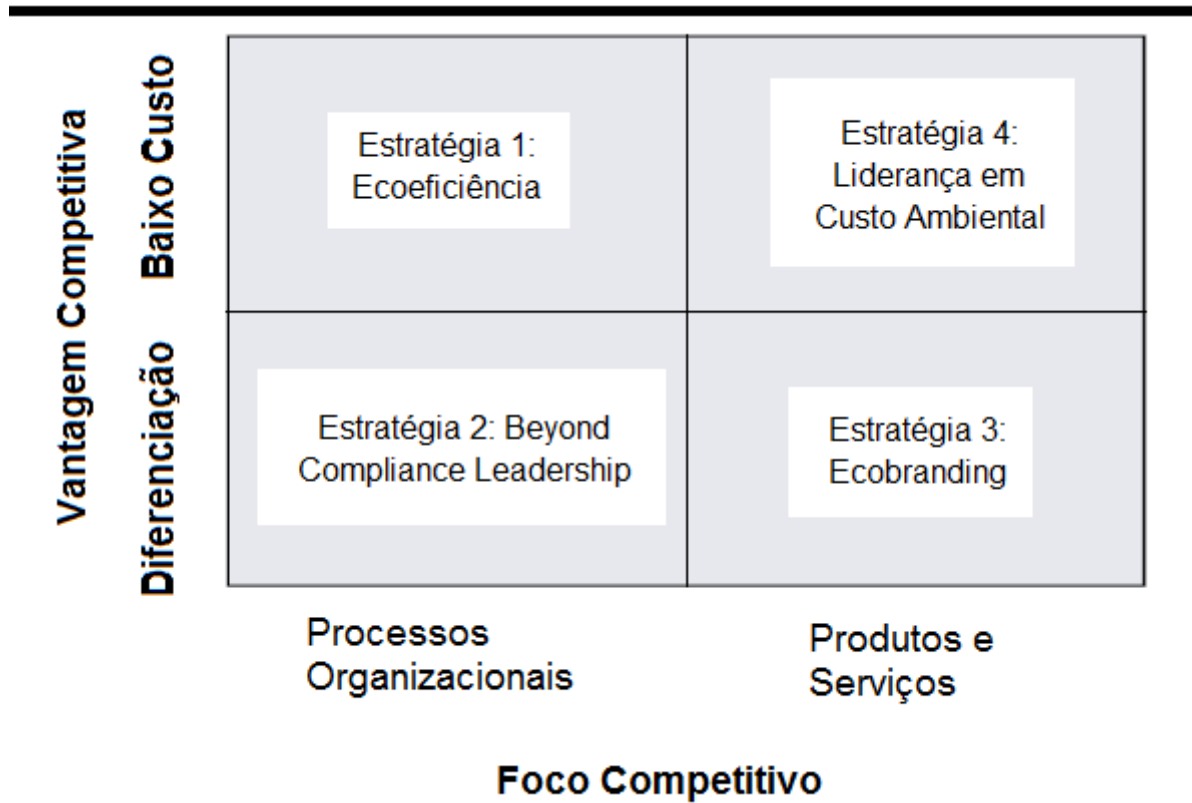 Vantagem Competitiva
Baixo Custo
Diferenciação
Estratégia 1:
Ecoeficiência
Estratégia 4:
Liderança em
Custo Ambiental
Estratégia 2: Beyond
Compliance Leadership
Estratégia 3:
Ecobranding
Processos
Organizacionais
Produtos e
Serviços
Foco Competitivo